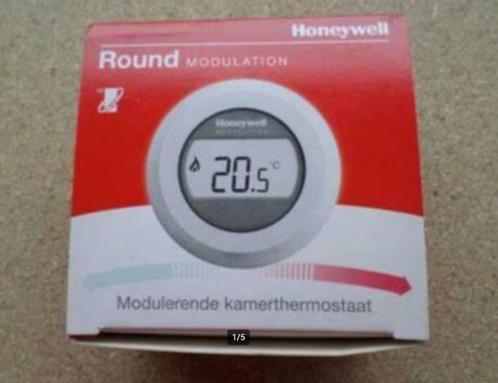 Honeywell
Round MODULATION
Honeywell
20.5 °C
Modulerende kamerthermostaat
1/5